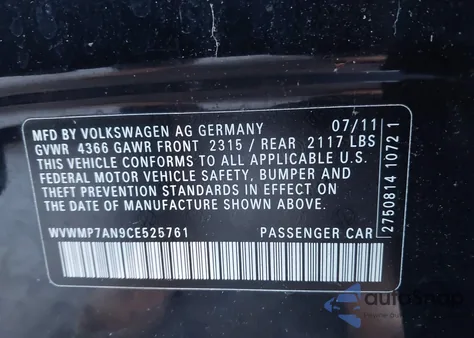 MFD BY VOLKSWAGEN AG GERMANY 07/11
GVWR 4366 GAWR FRONT 2315 / REAR 2117 LBS
THIS VEHICLE CONFORMS TO ALL APPLICABLE U.S.
FEDERAL MOTOR VEHICLE SAFETY, BUMPER AND
THEFT PREVENTION STANDARDS IN EFFECT ON THE
DATE OF MANUFACTURE SHOWN ABOVE.
WVWMP7AN9CE525761 PASSENGER CAR
2750814 1072 1